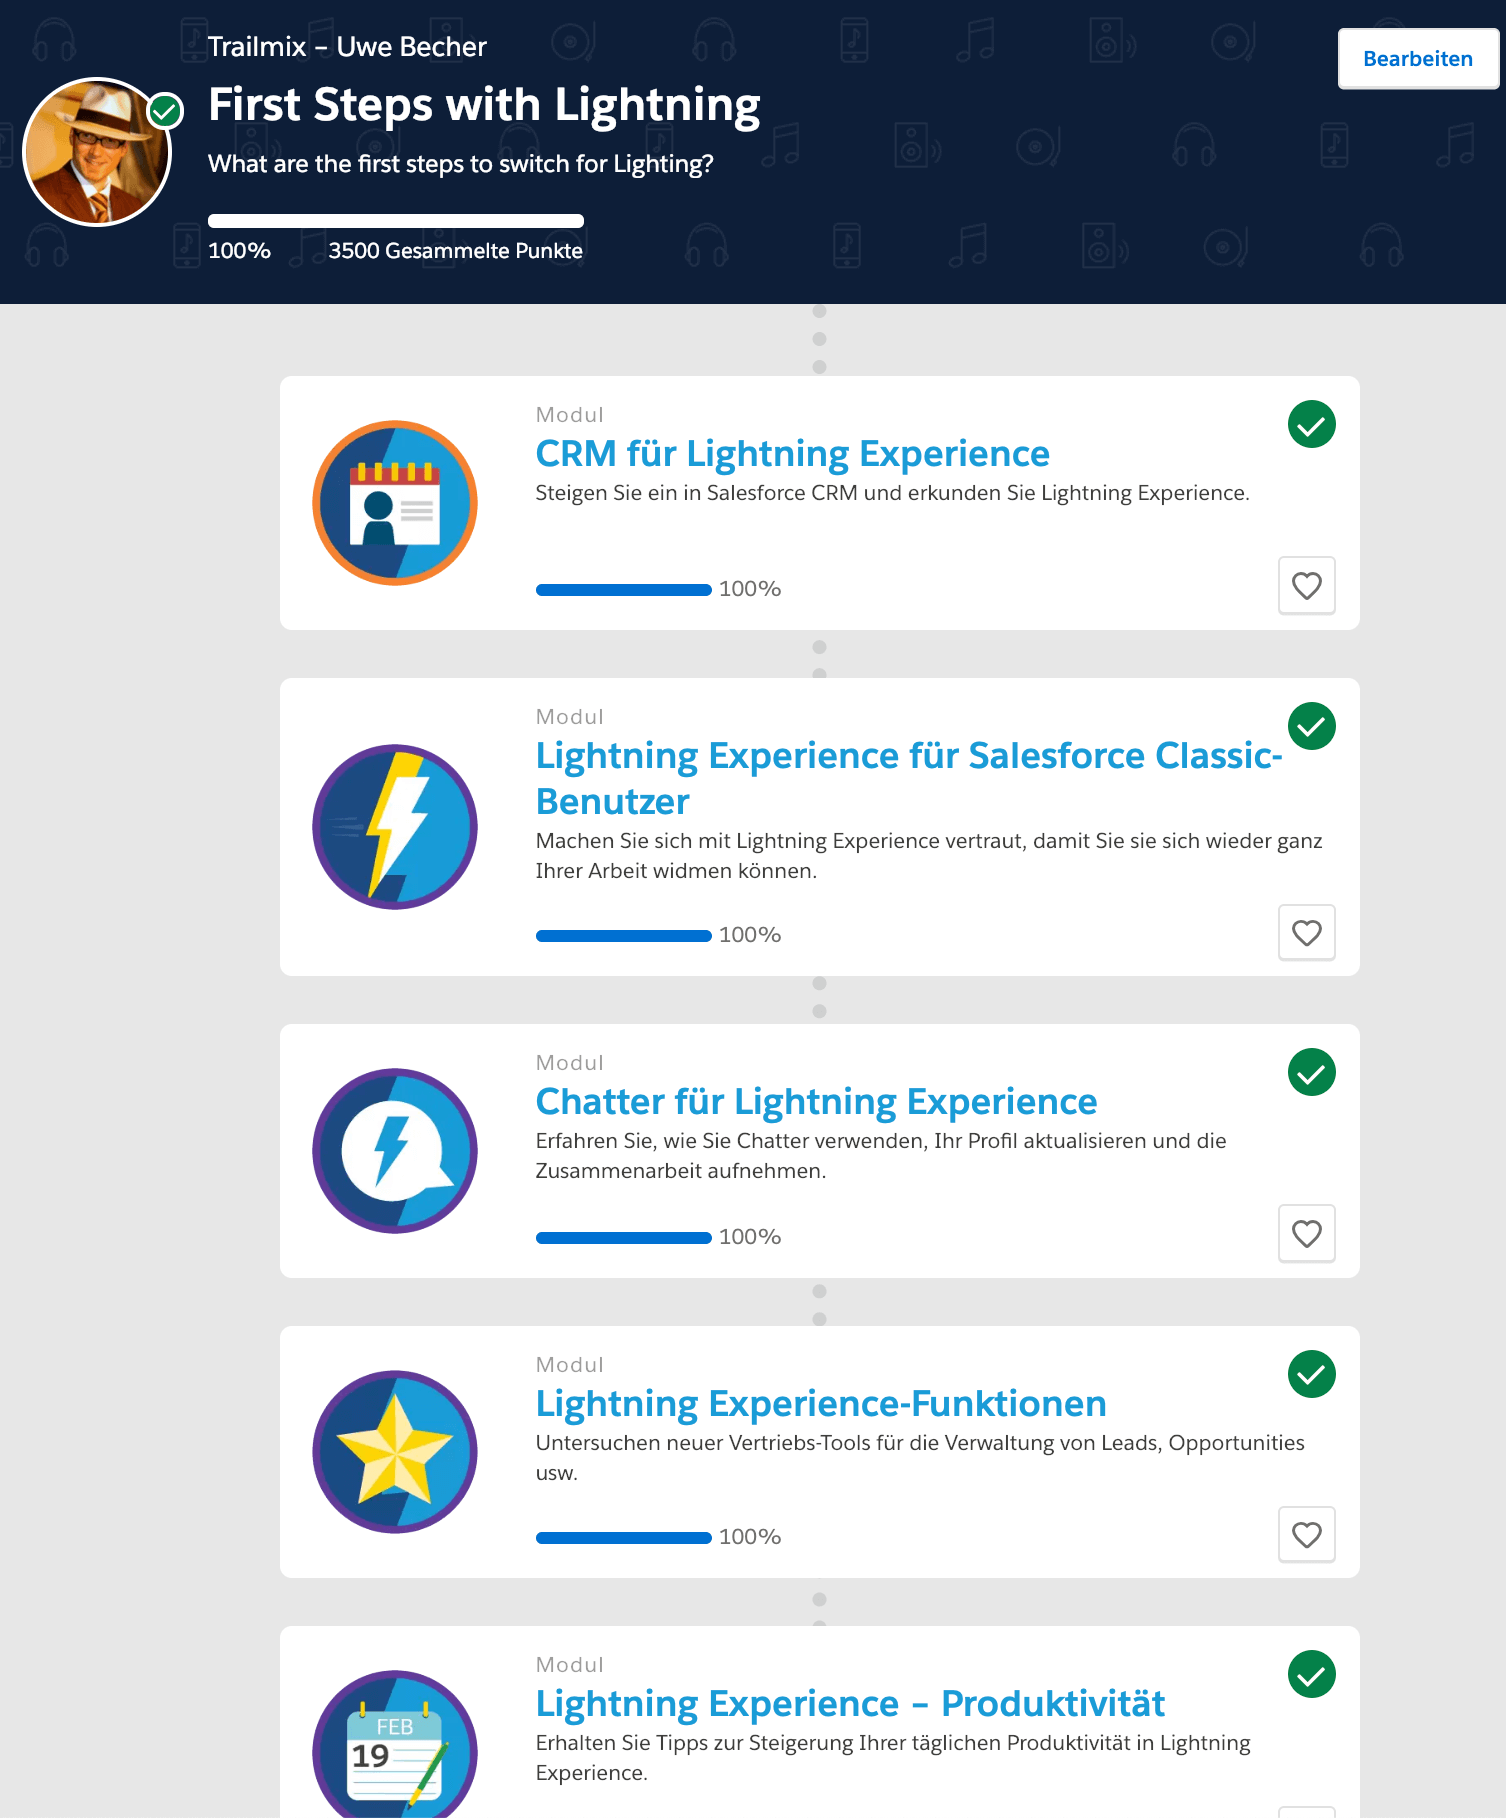 Trailmix – Uwe Becher
Bearbeiten
First Steps with Lightning
What are the first steps to switch for Lighting?
100% 3500 Gesammelte Punkte
Modul
CRM für Lightning Experience
Steigen Sie ein in Salesforce CRM und erkunden Sie Lightning Experience.
100%
Modul
Lightning Experience für Salesforce Classic-
Benutzer
Machen Sie sich mit Lightning Experience vertraut, damit Sie sie sich wieder ganz
Ihrer Arbeit widmen können.
100%
Modul
Chatter für Lightning Experience
Erfahren Sie, wie Sie Chatter verwenden, Ihr Profil aktualisieren und die
Zusammenarbeit aufnehmen.
100%
Modul
Lightning Experience-Funktionen
Untersuchen neuer Vertriebs-Tools für die Verwaltung von Leads, Opportunities
usw.
100%
Modul
Lightning Experience – Produktivität
Erhalten Sie Tipps zur Steigerung Ihrer täglichen Produktivität in Lightning
Experience.
FEB
19